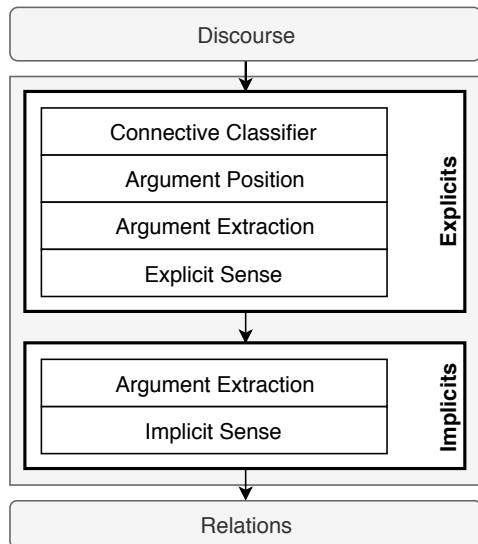 Discourse
Connective Classifier
Argument Position
Argument Extraction
Explicit Sense
Explicits
Argument Extraction
Implicit Sense
Implicits
Relations